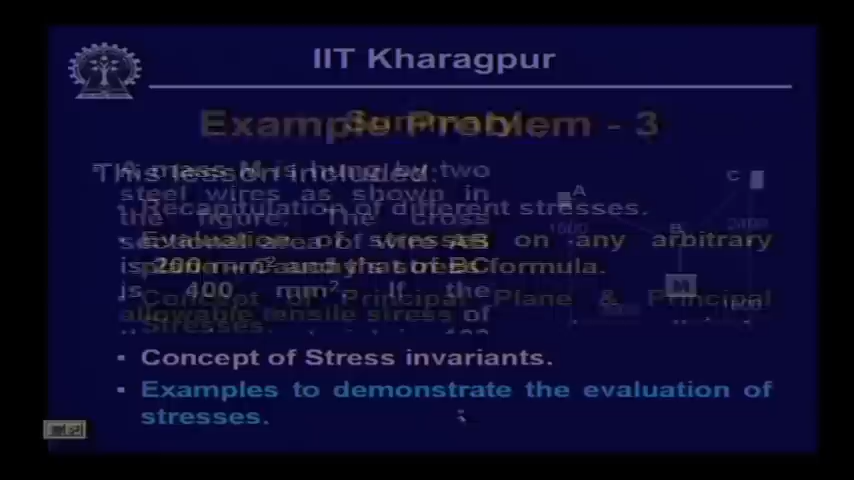 IIT Kharagpur
Example Problem - 3
Summary
This lesson included:
Recapitulation of different stresses.
Evaluation of stresses on any arbitrary
formula.
Concept of Principal Plane & Principal
Stresses.
Concept of Stress invariants.
Examples to demonstrate the evaluation of
stresses.
A mass M is hung by two
steel wires as shown in
the figure. The cross
sectional area of wire AB
is 200 mm² and that of BC
is 400 mm². If the
allowable tensile stress of
A
C
B
M